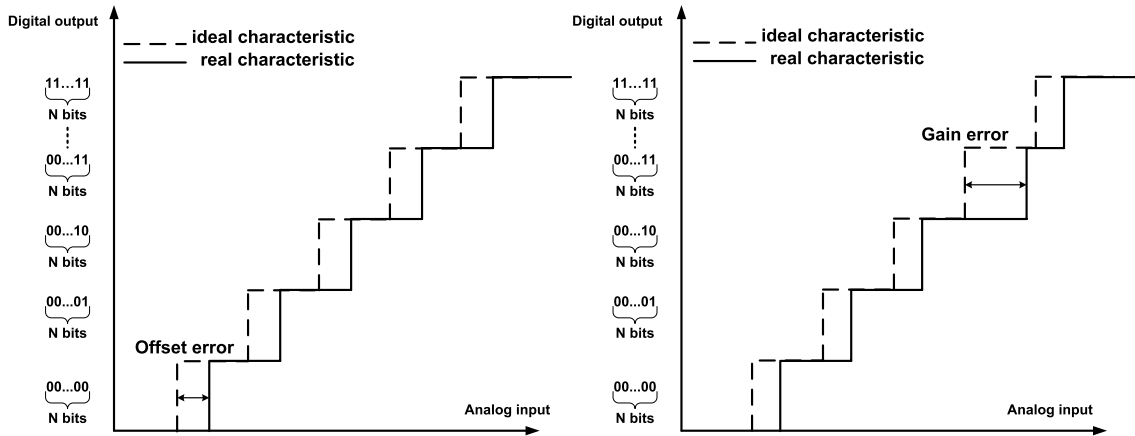 Digital output
ideal characteristic
real characteristic
11...11
N bits
00...11
N bits
00...10
N bits
00...01
N bits
Offset error
00...00
N bits
Analog input
Digital output
ideal characteristic
real characteristic
11...11
N bits
Gain error
00...11
N bits
00...10
N bits
00...01
N bits
00...00
N bits
Analog input